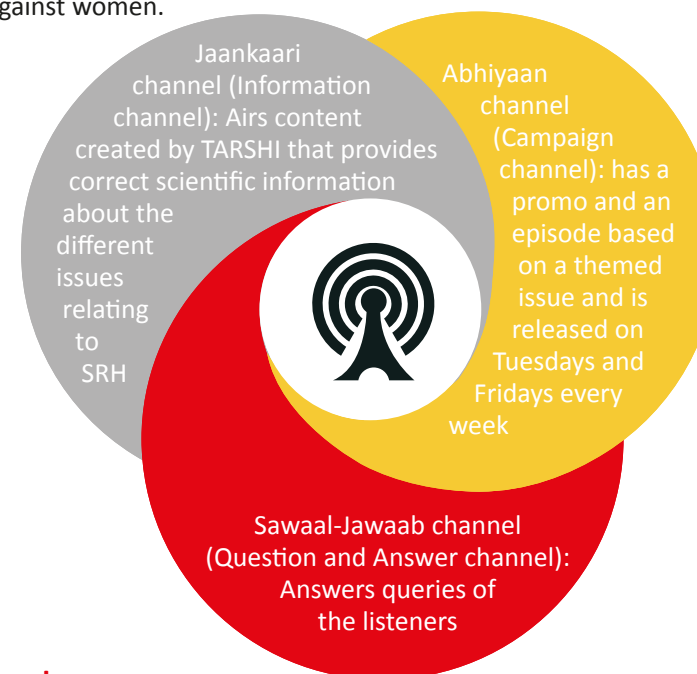 gainst women.
Jaankaari
channel (Information
channel): Airs content
created by TARSHI that provides
correct scientific information
about the
different
issues
relating
to
SRH
Abhiyaan
channel
(Campaign
channel): has a
promo and an
episode based
on a themed
issue and is
released on
Tuesdays and
Fridays every
week
Sawaal-Jawaab channel
(Question and Answer channel):
Answers queries of
the listeners